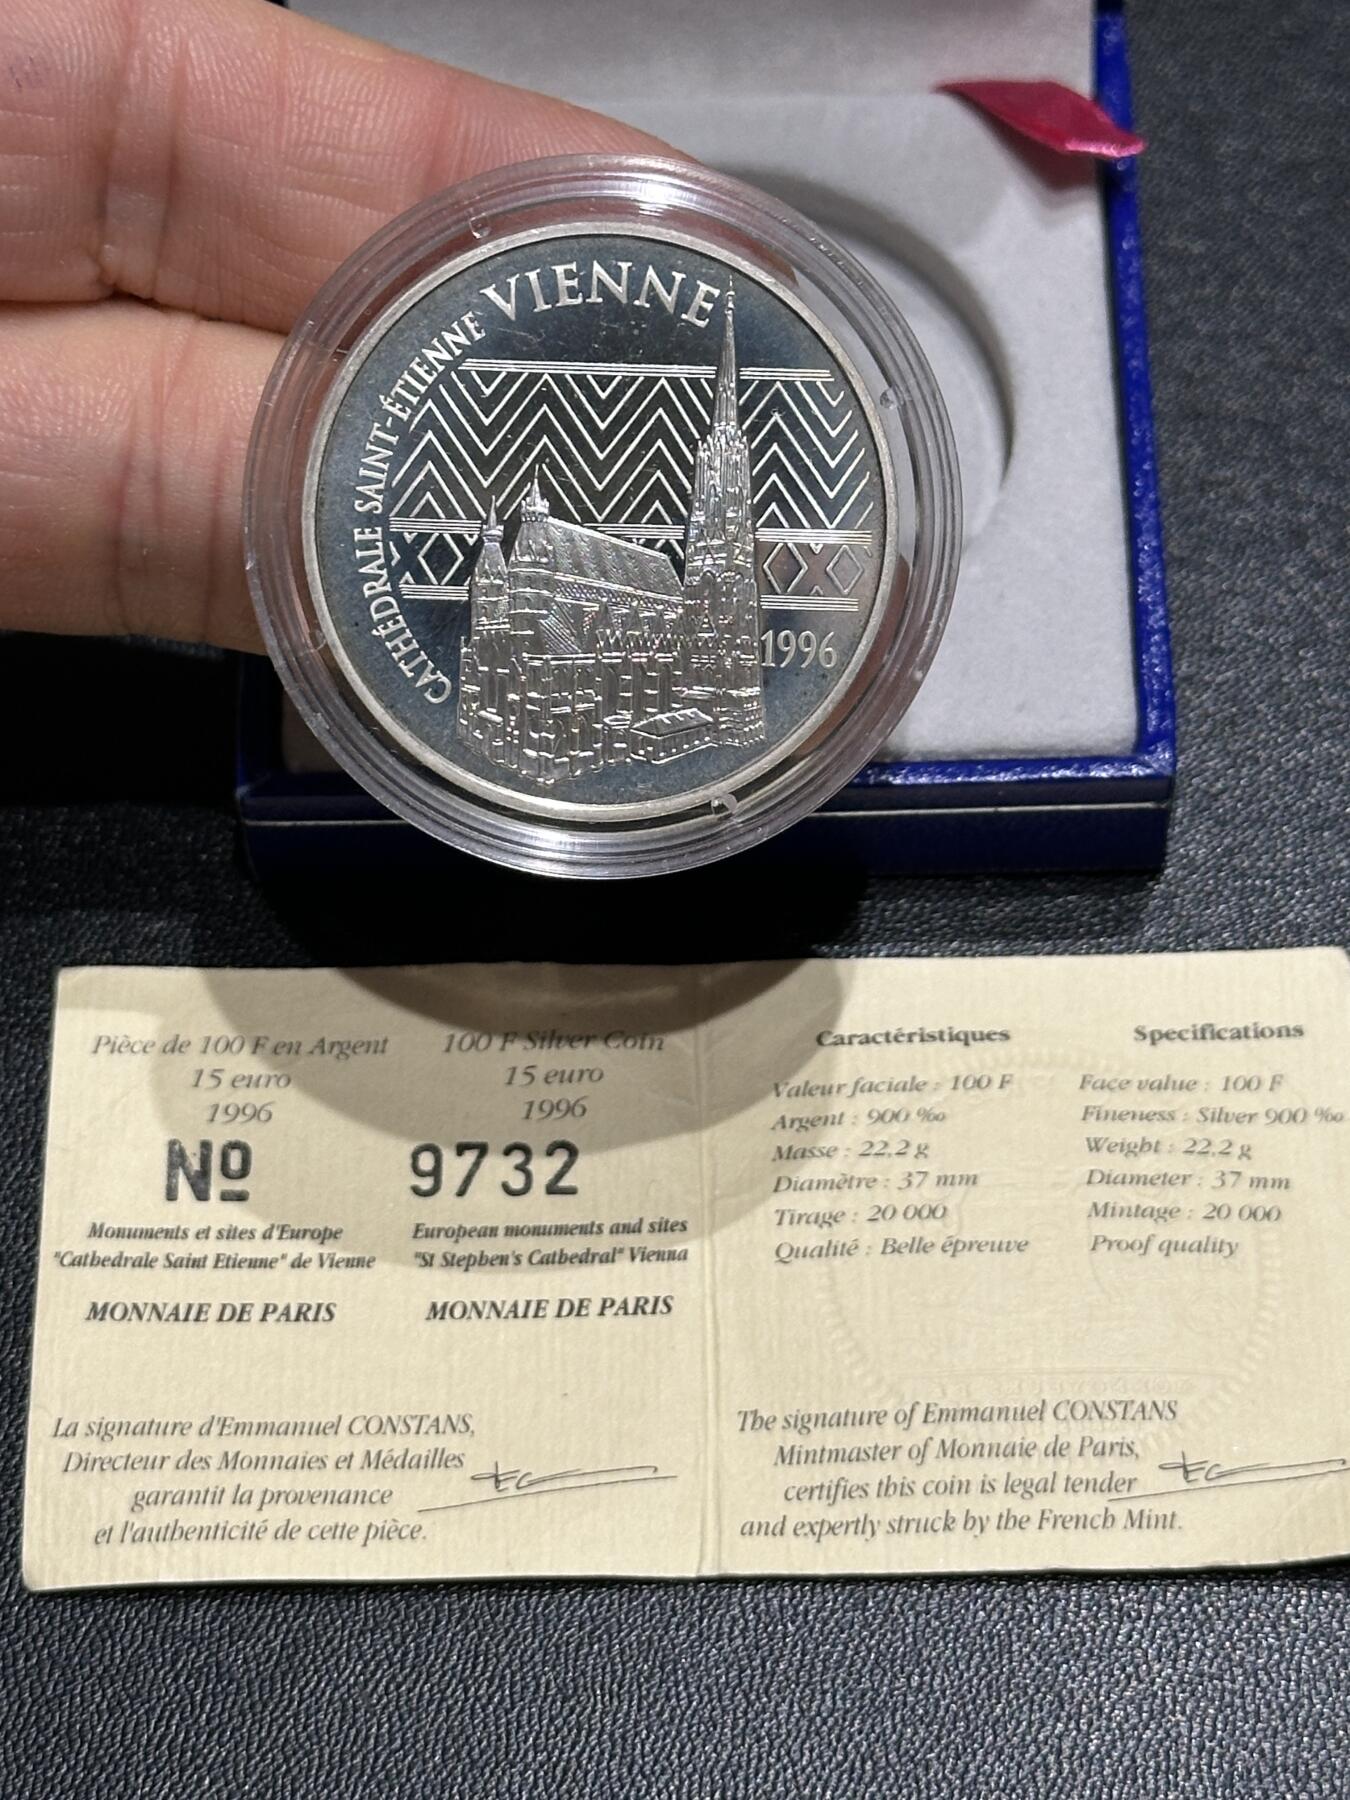 VIENNE
CATHÉDRALE SAINT-ÉTIENNE
1996
Pièce de 100 F en Argent
15 euro
1996
Nº
Monuments et sites d'Europe
"Cathedrale Saint Etienne" de Vienne
MONNAIE DE PARIS
La signature d'Emmanuel CONSTANS,
Directeur des Monnaies et Médailles
garantit la provenance
et l'authenticité de cette pièce.
100 F Silver Coin
15 euro
1996
9732
European monuments and sites
"St Stephen's Cathedral" Vienna
MONNAIE DE PARIS
Caractéristiques
Valeur faciale : 100 F
Argent : 900 ‰
Masse : 22,2 g
Diamètre : 37 mm
Tirage : 20 000
Qualité : Belle épreuve
Specifications
Face value : 100 F
Fineness : Silver 900 ‰
Weight : 22,2 g
Diameter : 37 mm
Mintage : 20 000
Proof quality
The signature of Emmanuel CONSTANS
Mintmaster of Monnaie de Paris,
certifies this coin is legal tender
and expertly struck by the French Mint.